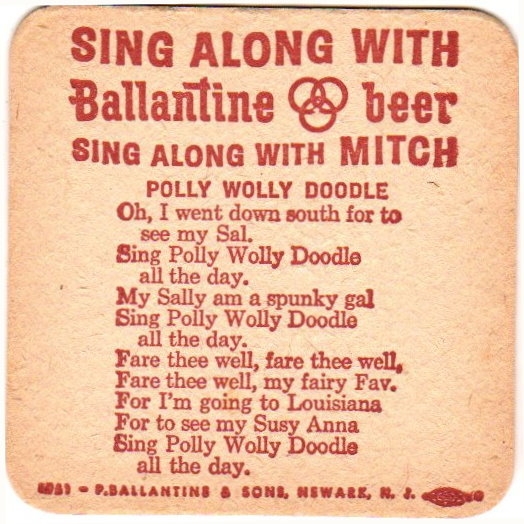 SING ALONG WITH
Ballantine beer
SING ALONG WITH MITCH
POLLY WOLLY DOODLE
Oh, I went down south for to
see my Sal.
Sing Polly Wolly Doodle
all the day.
My Sally am a spunky gal
Sing Polly Wolly Doodle
all the day.
Fare thee well, fare thee well,
Fare thee well, my fairy Fav.
For I'm going to Louisiana
For to see my Susy Anna
Sing Polly Wolly Doodle
all the day.
P. BALLANTINE & SONS, NEWARK, N. J.